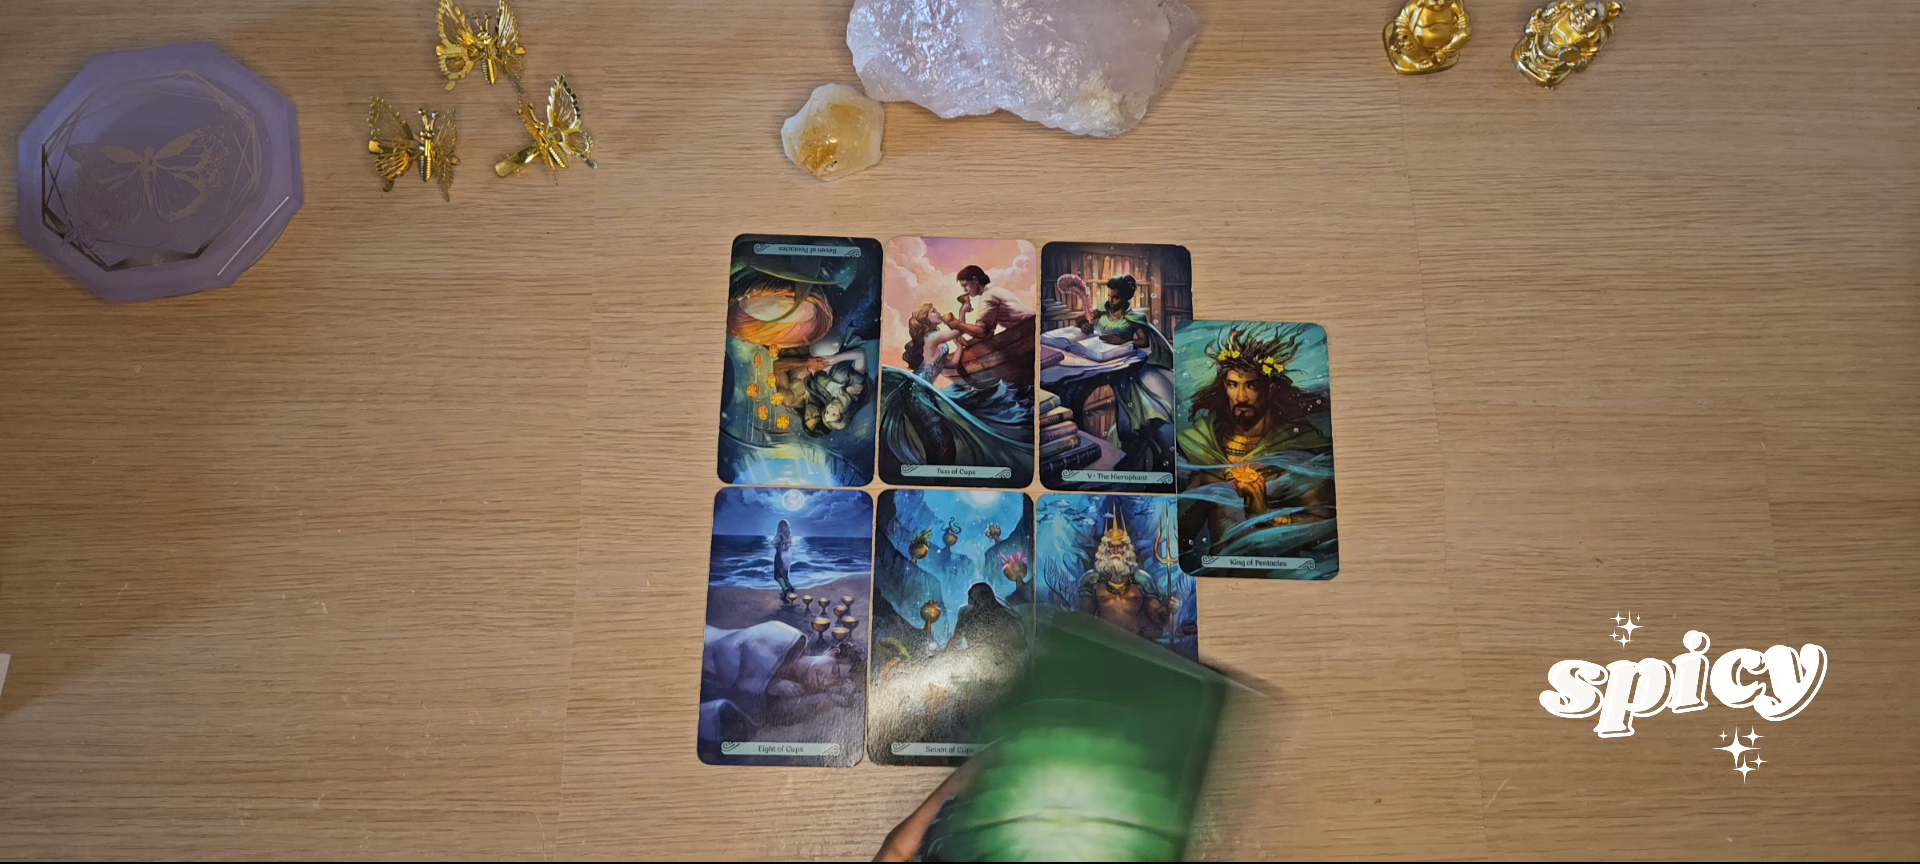 Seven of Pentacles
Two of Cups
V - The Hierophant
King of Pentacles
Eight of Cups
Seven of Cups
spicy